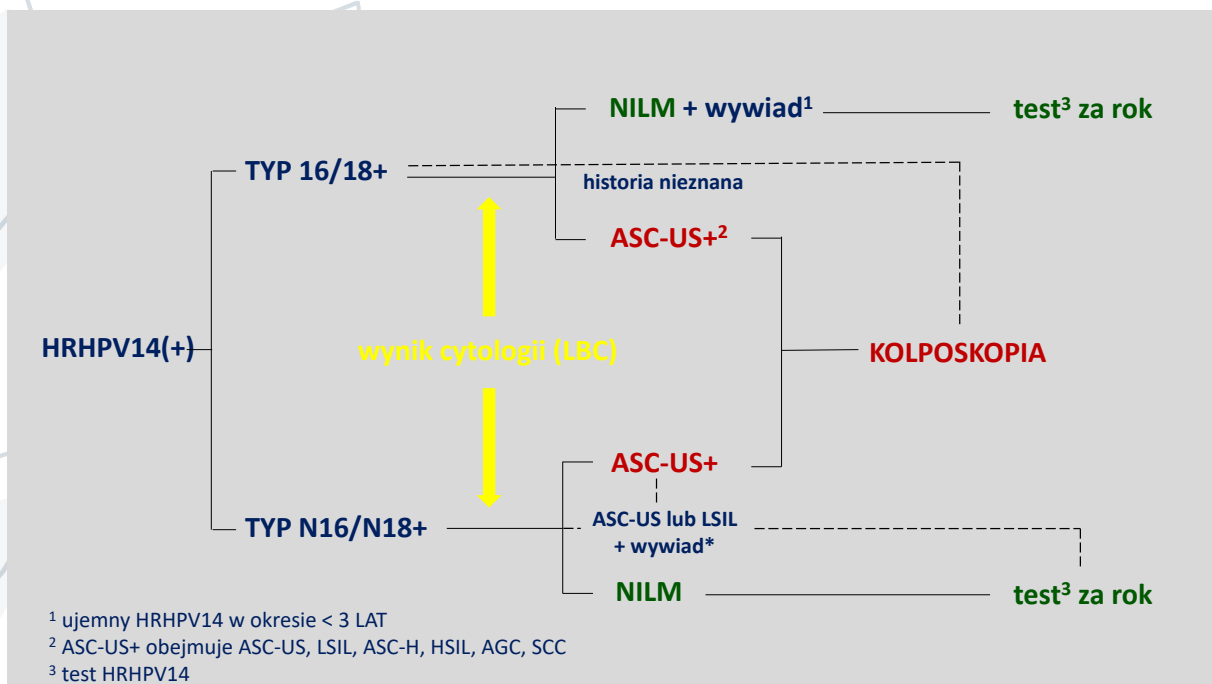 NILM + wywiad¹
test³ za rok
TYP 16/18+
historia nieznana
ASC-US+²
HRHPV14(+)
wynik cytologii (LBC)
KOLPOSKOPIA
ASC-US+
TYP N16/N18+
ASC-US lub LSIL
+ wywiad*
NILM
test³ za rok
¹ ujemny HRHPV14 w okresie < 3 LAT
² ASC-US+ obejmuje ASC-US, LSIL, ASC-H, HSIL, AGC, SCC
³ test HRHPV14